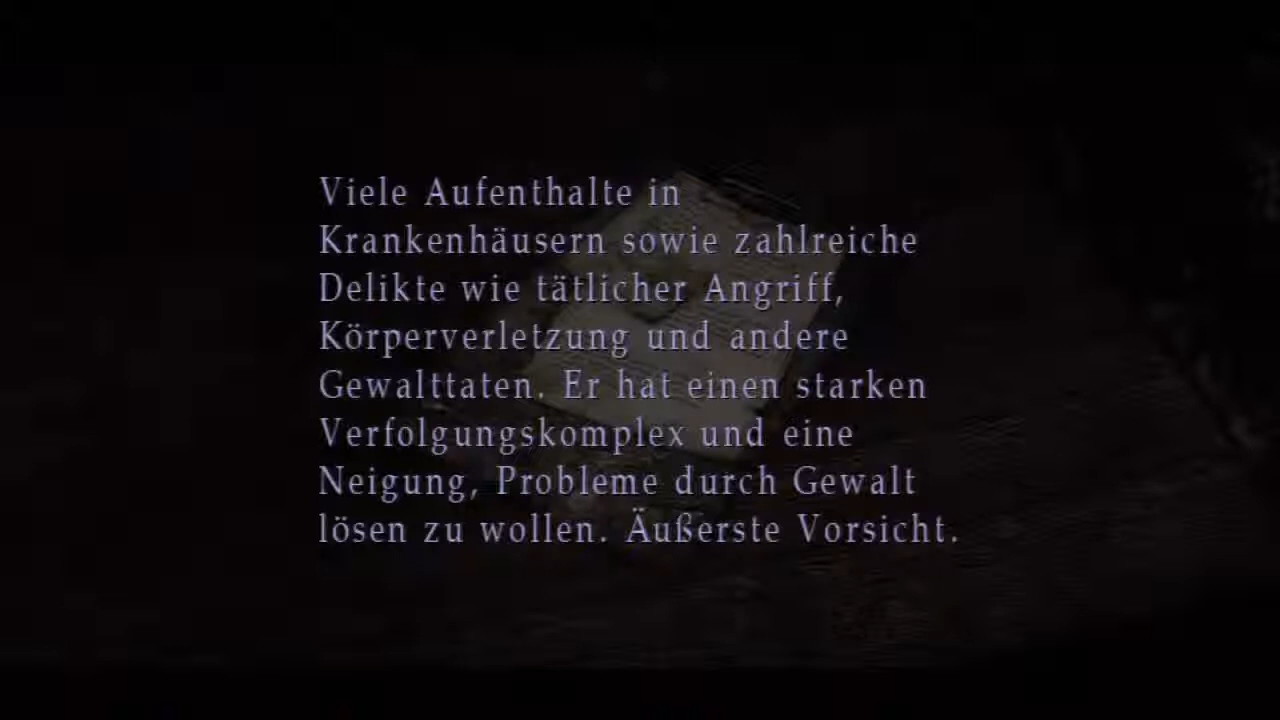 Viele Aufenthalte in
Krankenhäusern sowie zahlreiche
Delikte wie tätlicher Angriff,
Körperverletzung und andere
Gewalttaten. Er hat einen starken
Verfolgungskomplex und eine
Neigung, Probleme durch Gewalt
lösen zu wollen. Äußerste Vorsicht.